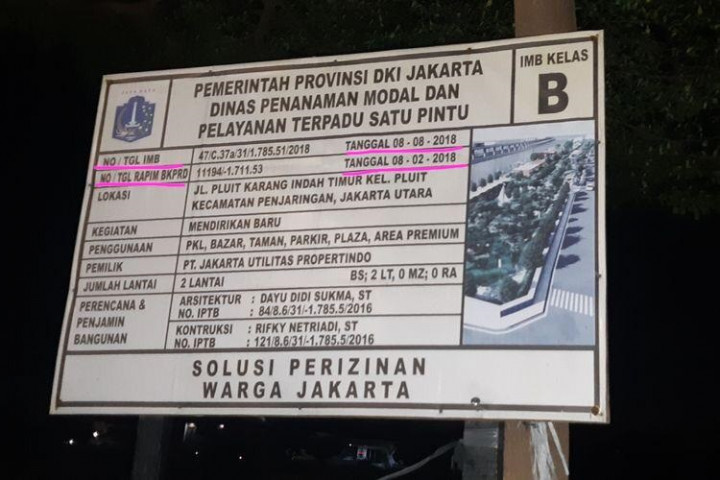 JAYA RAYA
PEMERINTAH PROVINSI DKI JAKARTA
DINAS PENANAMAN MODAL DAN
PELAYANAN TERPADU SATU PINTU
IMB KELAS
B
NO / TGL IMB 47/C.37a/31/1.785.51/2018 TANGGAL 08 - 08 - 2018
NO / TGL RAPIM BKPRD 11194/-1.711.53 TANGGAL 08 - 02 - 2018
LOKASI JL. PLUIT KARANG INDAH TIMUR KEL. PLUIT
KECAMATAN PENJARINGAN, JAKARTA UTARA
KEGIATAN MENDIRIKAN BARU
PENGGUNAAN PKL, BAZAR, TAMAN, PARKIR, PLAZA, AREA PREMIUM
PEMILIK PT. JAKARTA UTILITAS PROPERTINDO
JUMLAH LANTAI 2 LANTAI BS; 2 LT, 0 MZ; 0 RA
PERENCANA & PENJAMIN BANGUNAN
ARSITEKTUR : DAYU DIDI SUKMA, ST
NO. IPTB : 84/8.6/31/-1.785.5/2016
KONTRUKSI : RIFKY NETRIADI, ST
NO. IPTB : 121/8.6/31/-1.785.5/2016
SOLUSI PERIZINAN
WARGA JAKARTA